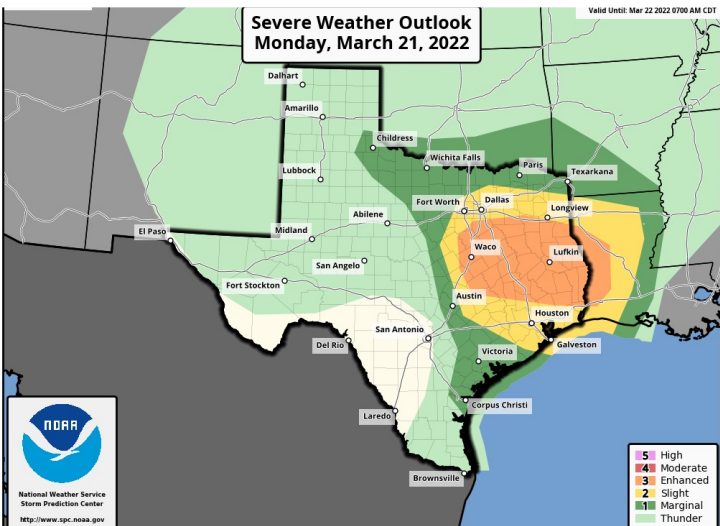 Valid Until: Mar 22 2022 0700 AM CDT
Severe Weather Outlook
Monday, March 21, 2022
Dalhart
Amarillo
Childress
Wichita Falls
Paris
Texarkana
Lubbock
Fort Worth
Dallas
Longview
Abilene
El Paso
Midland
Waco
Lufkin
San Angelo
Fort Stockton
Austin
Houston
San Antonio
Del Rio
Galveston
Victoria
Corpus Christi
Laredo
Brownsville
NOAA
National Weather Service
Storm Prediction Center
http://www.spc.noaa.gov
5 High
4 Moderate
3 Enhanced
2 Slight
1 Marginal
Thunder